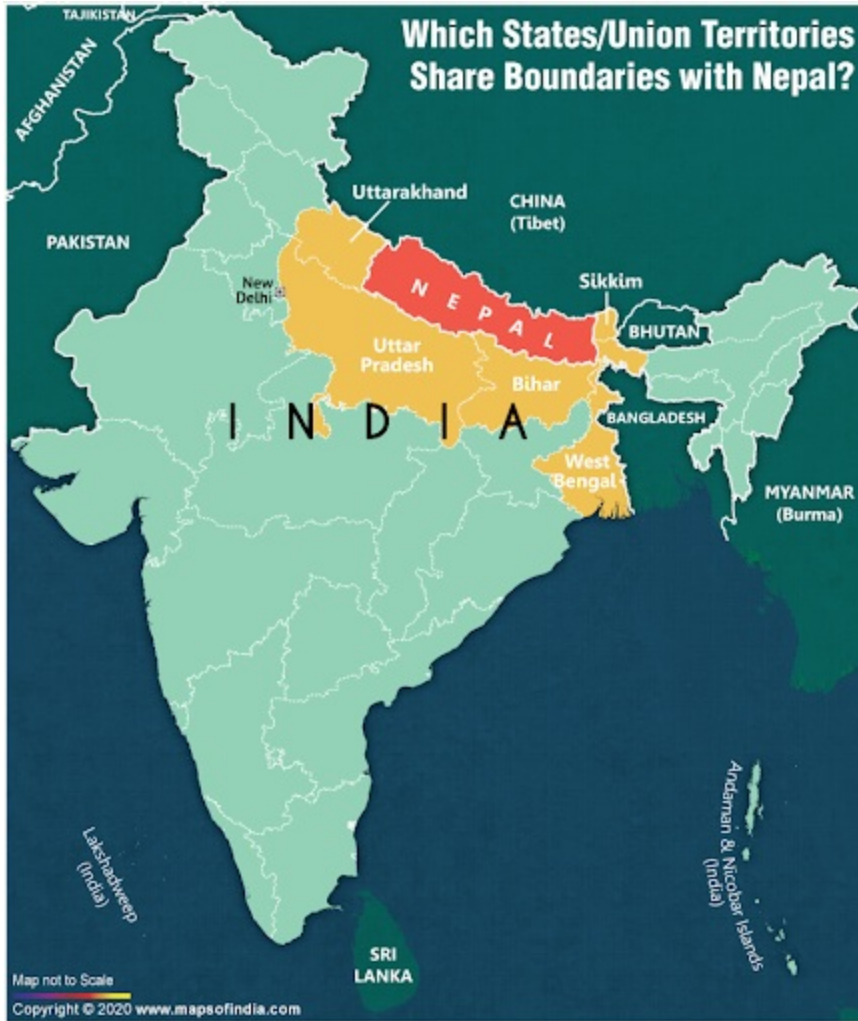 Which States/Union Territories
Share Boundaries with Nepal?
TAJIKISTAN
AFGHANISTAN
PAKISTAN
CHINA
(Tibet)
Uttarakhand
New
Delhi
NEPAL
Sikkim
BHUTAN
Uttar
Pradesh
Bihar
INDIA
BANGLADESH
West
Bengal
MYANMAR
(Burma)
Lakshadweep
(India)
Andaman & Nicobar Islands
(India)
SRI
LANKA
Map not to Scale
Copyright © 2020 www.mapsofindia.com